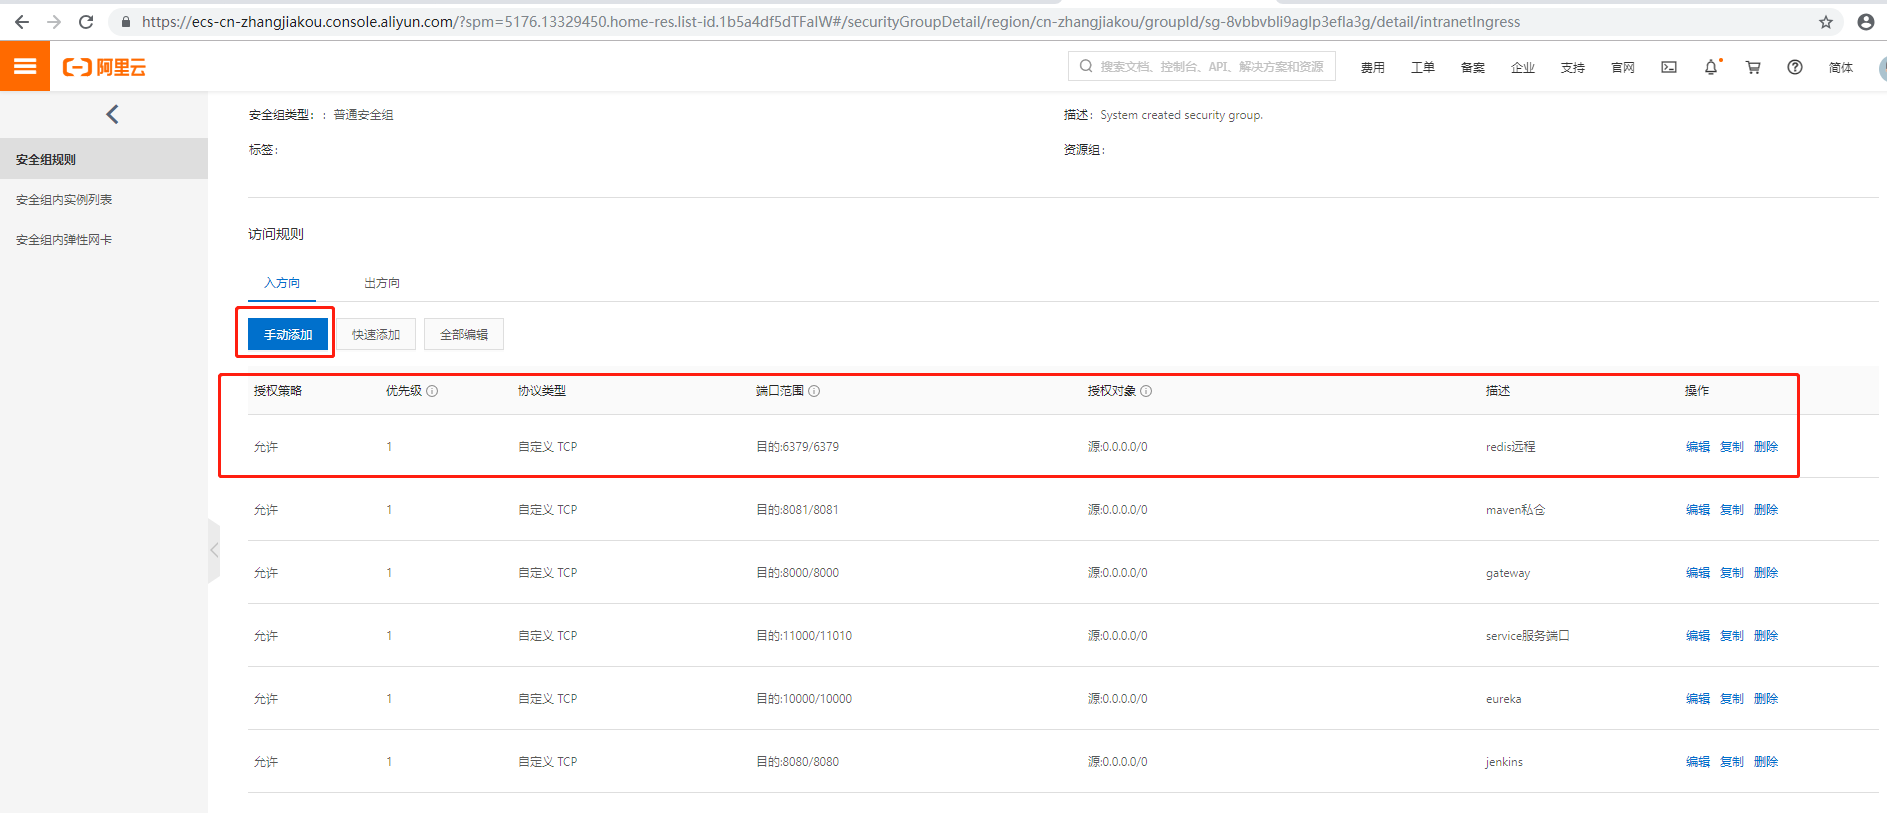 https://ecs-cn-zhangjiakou.console.aliyun.com/?spm=5176.13329450.home-res.list-id.1b5a4df5dTFaIW#/securityGroupDetail/region/cn-zhangjiakou/groupId/sg-8vbbvbli9aglp3efla3g/detail/intranetIngress
阿里云 搜索文档、控制台、API、解决方案和资源 费用 工单 备案 企业 支持 官网 简体
安全组类型: : 普通安全组 描述: System created security group.
标签: 资源组:
安全组规则
安全组内实例列表
安全组内弹性网卡
访问规则
入方向 出方向
手动添加 快速添加 全部编辑
授权策略 优先级 协议类型 端口范围 授权对象 描述 操作
允许 1 自定义 TCP 目的:6379/6379 源:0.0.0.0/0 redis远程 编辑 复制 删除
允许 1 自定义 TCP 目的:8081/8081 源:0.0.0.0/0 maven私仓 编辑 复制 删除
允许 1 自定义 TCP 目的:8000/8000 源:0.0.0.0/0 gateway 编辑 复制 删除
允许 1 自定义 TCP 目的:11000/11010 源:0.0.0.0/0 service服务端口 编辑 复制 删除
允许 1 自定义 TCP 目的:10000/10000 源:0.0.0.0/0 eureka 编辑 复制 删除
允许 1 自定义 TCP 目的:8080/8080 源:0.0.0.0/0 jenkins 编辑 复制 删除